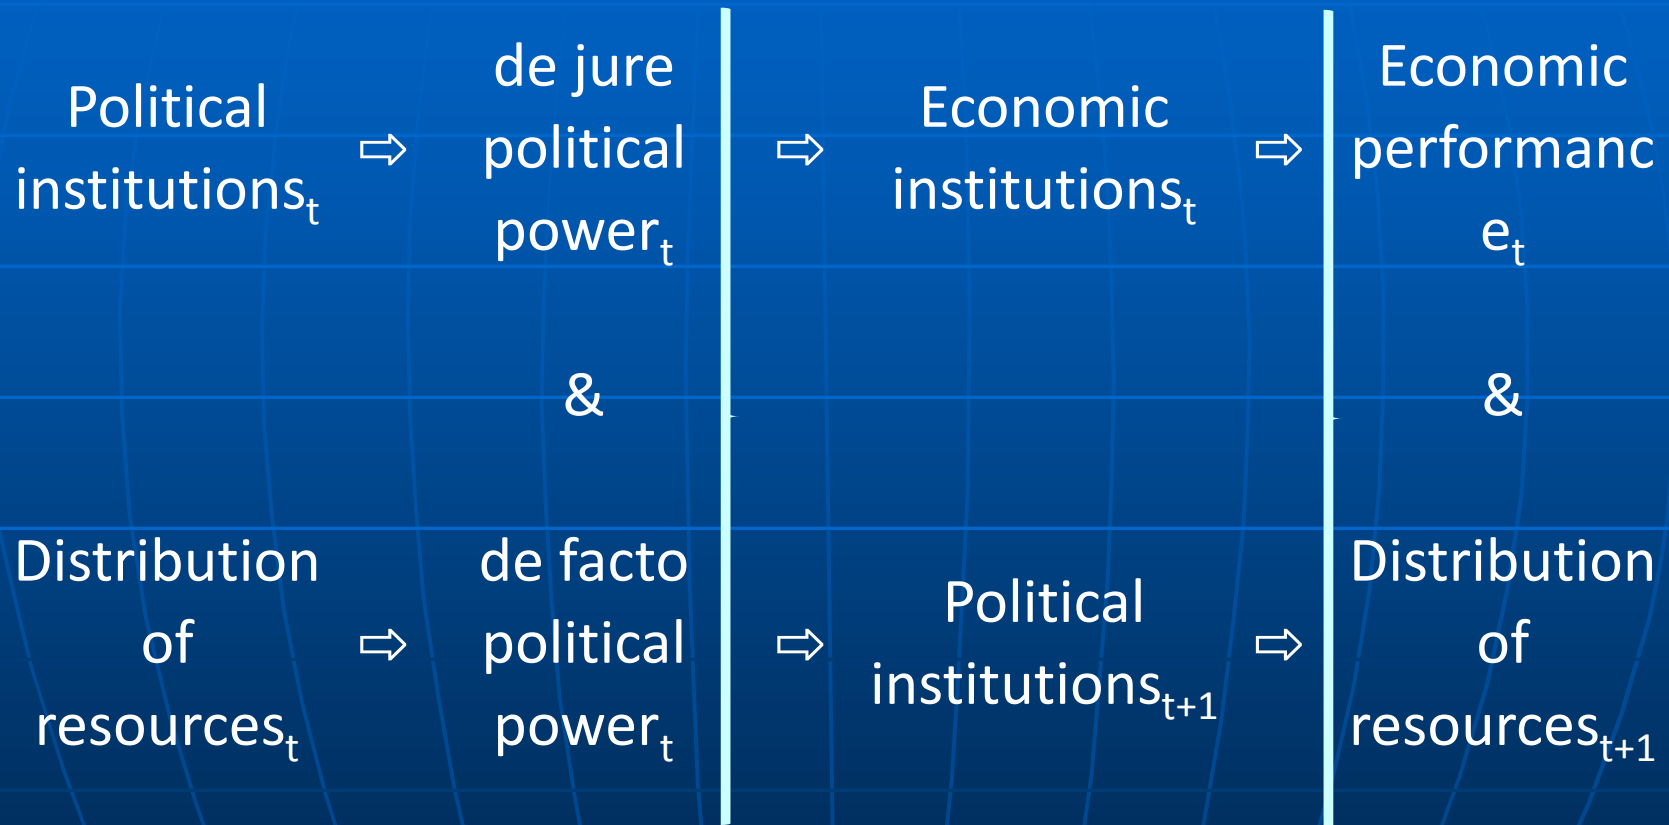 Political
institutionsₜ
⇨
de jure
political
powerₜ
⇨
Economic
institutionsₜ
⇨
Economic
performanc
eₜ
&
&
Distribution
of
resourcesₜ
⇨
de facto
political
powerₜ
⇨
Political
institutionsₜ₊₁
⇨
Distribution
of
resourcesₜ₊₁